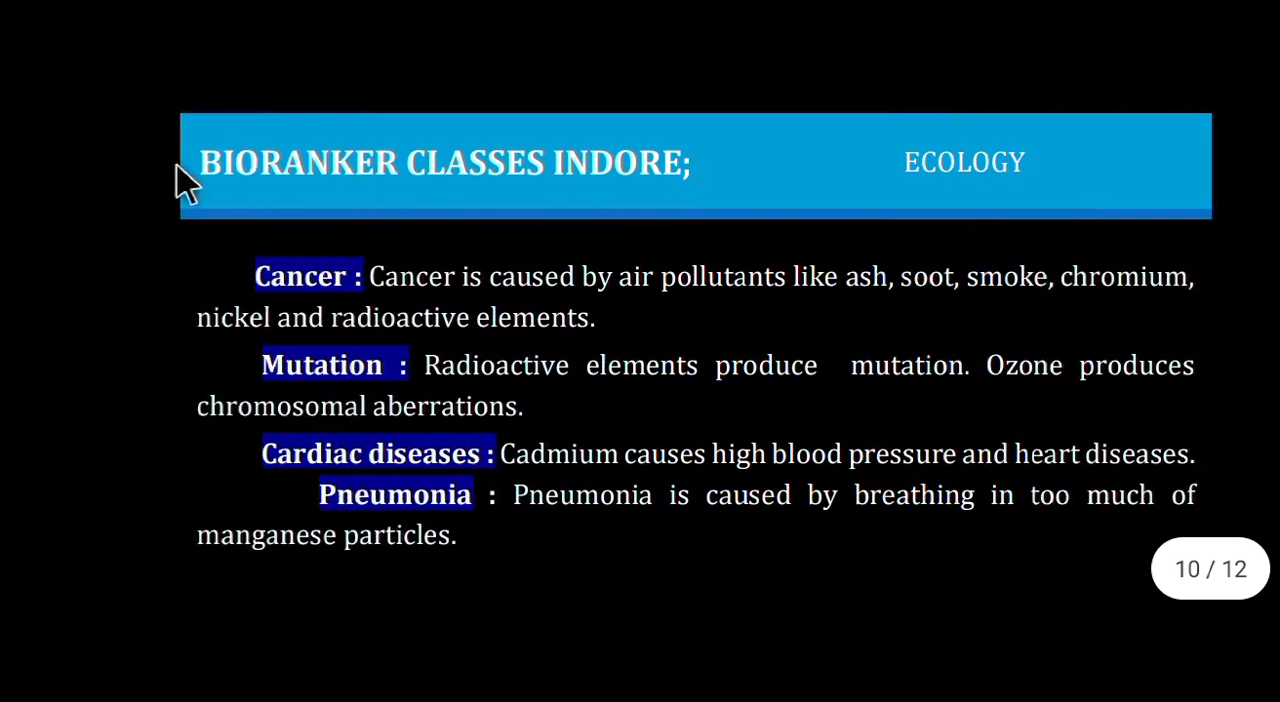 BIORANKER CLASSES INDORE; ECOLOGY
Cancer : Cancer is caused by air pollutants like ash, soot, smoke, chromium,
nickel and radioactive elements.
Mutation : Radioactive elements produce mutation. Ozone produces
chromosomal aberrations.
Cardiac diseases : Cadmium causes high blood pressure and heart diseases.
Pneumonia : Pneumonia is caused by breathing in too much of
manganese particles.
10 / 12